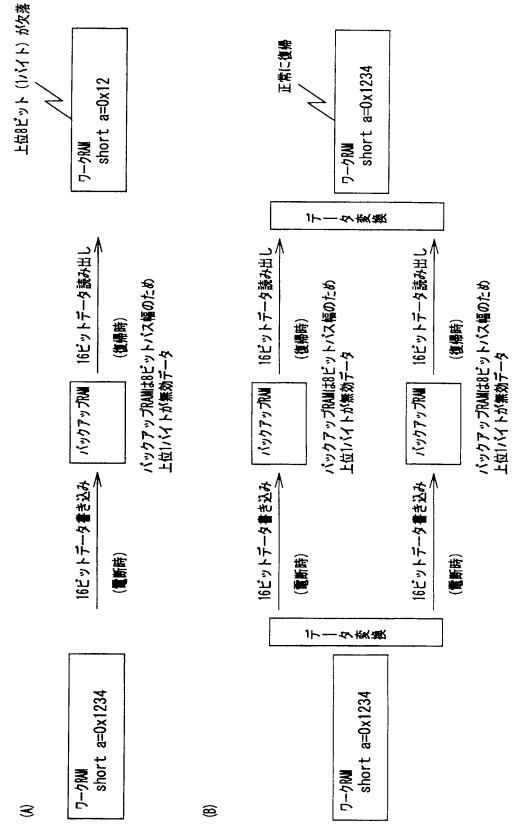 (A)
ワークRAM
short a=0x1234
16ビットデータ書き込み
(電断時)
バックアップRAM
バックアップRAMは8ビットバス幅のため
上位1バイトが無効データ
16ビットデータ読み出し
(復帰時)
ワークRAM
short a=0x12
上位8ビット (1バイト) が欠落
(B)
ワークRAM
short a=0x1234
データ変換
16ビットデータ書き込み
(電断時)
バックアップRAM
バックアップRAMは8ビットバス幅のため
上位1バイトが無効データ
16ビットデータ読み出し
(復帰時)
16ビットデータ書き込み
(電断時)
バックアップRAM
バックアップRAMは8ビットバス幅のため
上位1バイトが無効データ
16ビットデータ読み出し
(復帰時)
データ変換
ワークRAM
short a=0x1234
正常に復帰